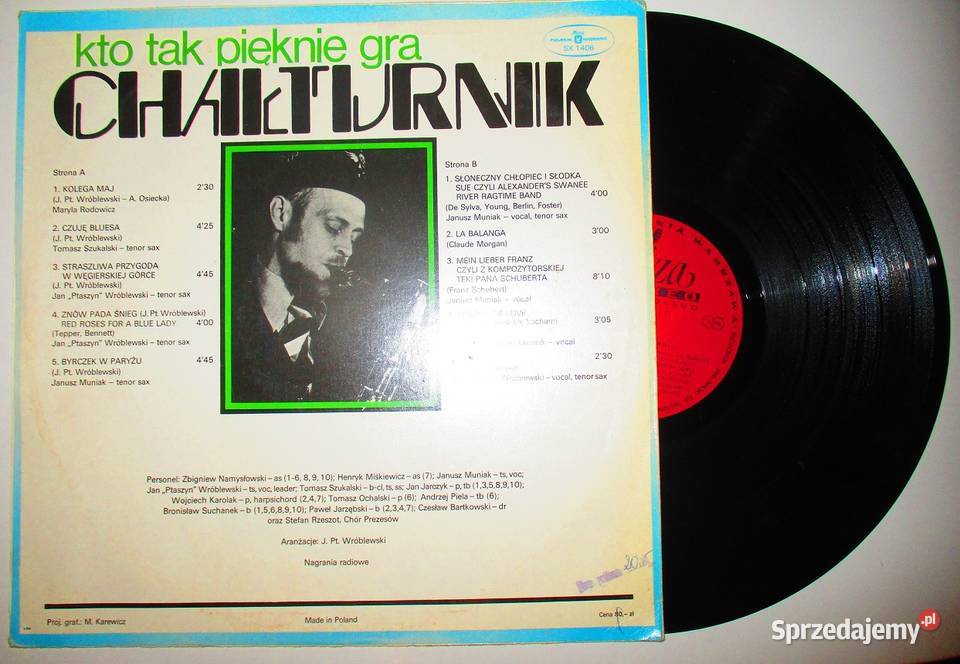 kto tak pięknie gra
CHAŁTURNIK
POLSKIE NAGRANIA
SX 1406
Strona A
1. KOLEGA MAJ 2'30
(J. Pt. Wróblewski – A. Osiecka)
Maryla Rodowicz
2. CZUJĘ BLUESA 4'25
(J. Pt. Wróblewski)
Tomasz Szukalski – tenor sax
3. STRASZLIWA PRZYGODA
W WĘGIERSKIEJ GÓRCE 4'45
(J. Pt. Wróblewski)
Jan „Ptaszyn” Wróblewski – tenor sax
4. ZNÓW PADA ŚNIEG (J. Pt. Wróblewski)
RED ROSES FOR A BLUE LADY 4'00
(Tepper, Bennett)
Jan „Ptaszyn” Wróblewski – tenor sax
5. BYRCZEK W PARYŻU 4'45
(J. Pt. Wróblewski)
Janusz Muniak – tenor sax
Strona B
1. SŁONECZNY CHŁOPIEC I SŁODKA
SUE CZYLI ALEXANDER'S SWANEE
RIVER RAGTIME BAND 4'00
(De Sylva, Young, Berlin, Foster)
Janusz Muniak – vocal, tenor sax
2. LA BALANGA 3'00
(Claude Morgan)
3. MEIN LIEBER FRANZ
CZYLI Z KOMPOZYTORSKIEJ
TEKI PANA SCHUBERTA 8'10
(Franz Schubert)
Janusz Muniak – vocal
LOVE
3'05
– vocal
2'30
Wróblewski – vocal, tenor sax
Personel: Zbigniew Namysłowski – as (1-6, 8, 9, 10); Henryk Miśkiewicz – as (7); Janusz Muniak – ts, voc;
Jan „Ptaszyn” Wróblewski – ts, voc, leader; Tomasz Szukalski – b-cl, ts, ss; Jan Jarczyk – p, tb (1,3,5,8,9,10);
Wojciech Karolak – p, harpsichord (2,4,7); Tomasz Ochalski – p (6); Andrzej Piela – tb (6);
Bronisław Suchanek – b (1,5,6,8,9,10); Paweł Jarzębski – b (2,3,4,7); Czesław Bartkowski – dr
oraz Stefan Rzeszot, Chór Prezesów
Aranżacje: J. Pt. Wróblewski
Nagrania radiowe
Proj. graf.: M. Karewicz
Made in Poland
Cena 80,– zł
Sprzedajemy.pl